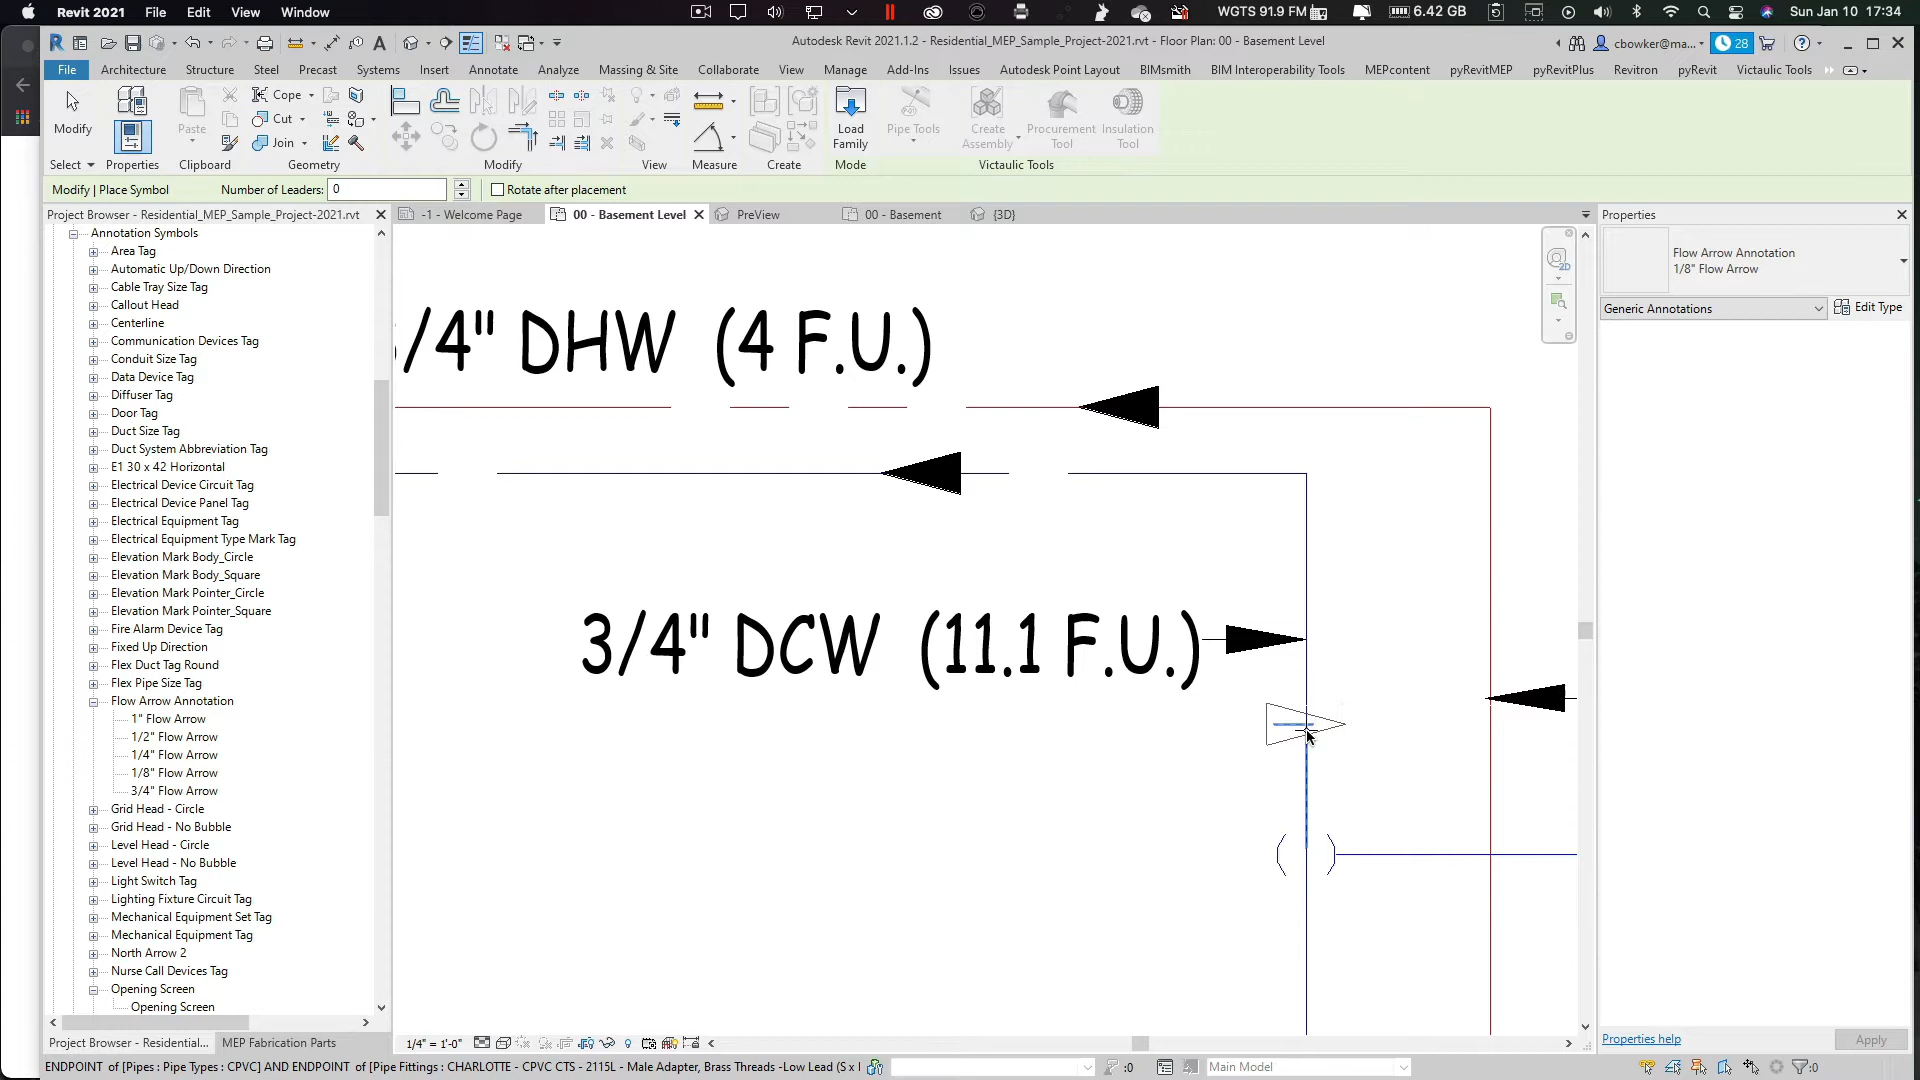 Revit 2021 File Edit View Window WGTS 91.9 FM 6.42 GB Sun Jan 10 17:34
Autodesk Revit 2021.1.2 - Residential_MEP_Sample_Project-2021.rvt - Floor Plan: 00 - Basement Level cbowker@ma... 28
File Architecture Structure Steel Precast Systems Insert Annotate Analyze Massing & Site Collaborate View Manage Add-Ins Issues Autodesk Point Layout BIMsmith BIM Interoperability Tools MEPcontent pyRevitMEP pyRevitPlus Revitron pyRevit Victaulic Tools
Modify
Properties
Paste
Cope
Cut
Join
Load
Family
Pipe Tools
Create
Assembly
Procurement
Tool
Insulation
Tool
Select Properties Clipboard Geometry Modify View Measure Create Mode Victaulic Tools
Modify | Place Symbol Number of Leaders: 0 Rotate after placement
Project Browser - Residential_MEP_Sample_Project-2021.rvt
-1 - Welcome Page 00 - Basement Level PreView 00 - Basement {3D}
Properties
Annotation Symbols
Area Tag
Automatic Up/Down Direction
Cable Tray Size Tag
Callout Head
Centerline
Communication Devices Tag
Conduit Size Tag
Data Device Tag
Diffuser Tag
Door Tag
Duct Size Tag
Duct System Abbreviation Tag
E1 30 x 42 Horizontal
Electrical Device Circuit Tag
Electrical Device Panel Tag
Electrical Equipment Tag
Electrical Equipment Type Mark Tag
Elevation Mark Body_Circle
Elevation Mark Body_Square
Elevation Mark Pointer_Circle
Elevation Mark Pointer_Square
Fire Alarm Device Tag
Fixed Up Direction
Flex Duct Tag Round
Flex Pipe Size Tag
Flow Arrow Annotation
1" Flow Arrow
1/2" Flow Arrow
1/4" Flow Arrow
1/8" Flow Arrow
3/4" Flow Arrow
Grid Head - Circle
Grid Head - No Bubble
Level Head - Circle
Level Head - No Bubble
Light Switch Tag
Lighting Fixture Circuit Tag
Mechanical Equipment Set Tag
Mechanical Equipment Tag
North Arrow 2
Nurse Call Devices Tag
Opening Screen
Opening Screen
Project Browser - Residential... MEP Fabrication Parts
/4" DHW (4 F.U.)
3/4" DCW (11.1 F.U.)
2D
Flow Arrow Annotation
1/8" Flow Arrow
Generic Annotations Edit Type
Properties help Apply
1/4" = 1'-0"
ENDPOINT of [Pipes : Pipe Types : CPVC] AND ENDPOINT of [Pipe Fittings : CHARLOTTE - CPVC CTS - 2115L - Male Adapter, Brass Threads -Low Lead (S x :0 Main Model :0